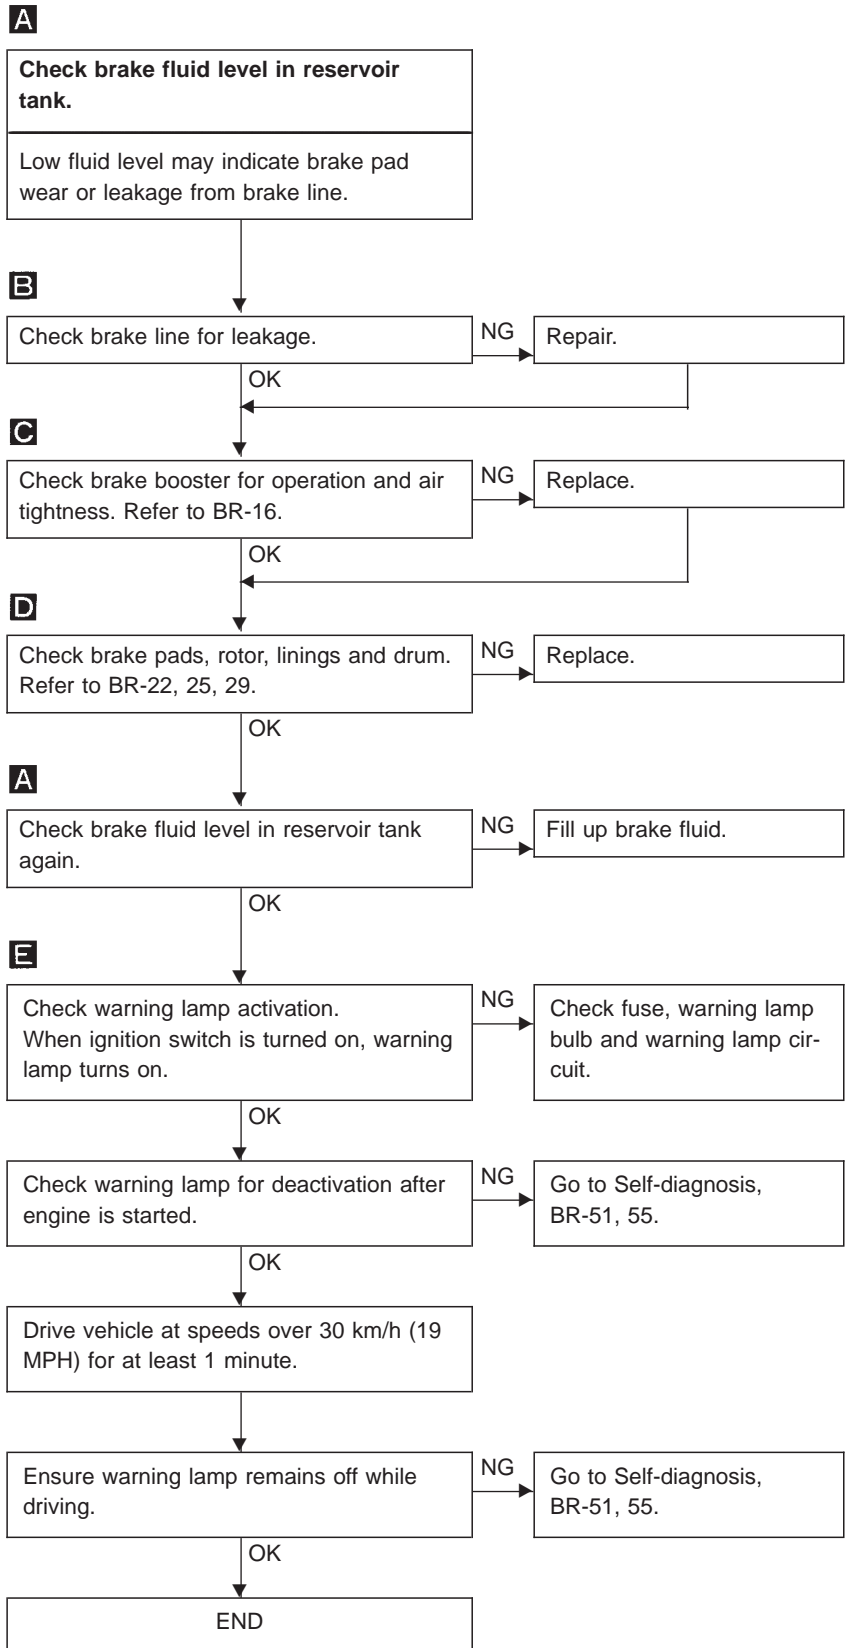 A
Check brake fluid level in reservoir
tank.
Low fluid level may indicate brake pad
wear or leakage from brake line.
B
Check brake line for leakage.
NG
Repair.
OK
C
Check brake booster for operation and air
tightness. Refer to BR-16.
NG
Replace.
OK
D
Check brake pads, rotor, linings and drum.
Refer to BR-22, 25, 29.
NG
Replace.
OK
A
Check brake fluid level in reservoir tank
again.
NG
Fill up brake fluid.
OK
E
Check warning lamp activation.
When ignition switch is turned on, warning
lamp turns on.
NG
Check fuse, warning lamp
bulb and warning lamp cir-
cuit.
OK
Check warning lamp for deactivation after
engine is started.
NG
Go to Self-diagnosis,
BR-51, 55.
OK
Drive vehicle at speeds over 30 km/h (19
MPH) for at least 1 minute.
Ensure warning lamp remains off while
driving.
NG
Go to Self-diagnosis,
BR-51, 55.
OK
END